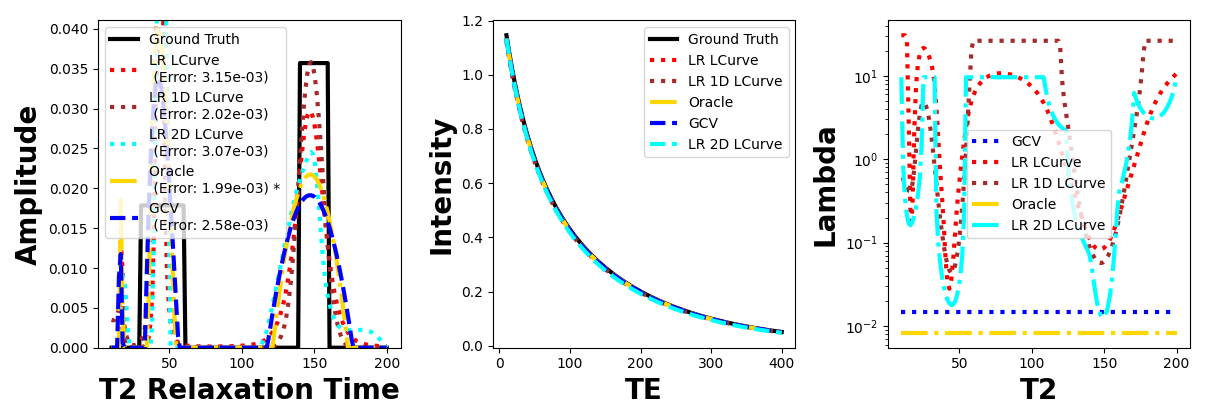 0.040
0.035
0.030
0.025
0.020
0.015
0.010
0.005
0.000
50
100
150
200
Amplitude
T2 Relaxation Time
Ground Truth
LR LCurve
(Error: 3.15e-03)
LR 1D LCurve
(Error: 2.02e-03)
LR 2D LCurve
(Error: 3.07e-03)
Oracle
(Error: 1.99e-03) *
GCV
(Error: 2.58e-03)
1.2
1.0
0.8
0.6
0.4
0.2
0.0
0
100
200
300
400
Intensity
TE
Ground Truth
LR LCurve
LR 1D LCurve
Oracle
GCV
LR 2D LCurve
10¹
10⁰
10⁻¹
10⁻²
50
100
150
200
Lambda
T2
GCV
LR LCurve
LR 1D LCurve
Oracle
LR 2D LCurve